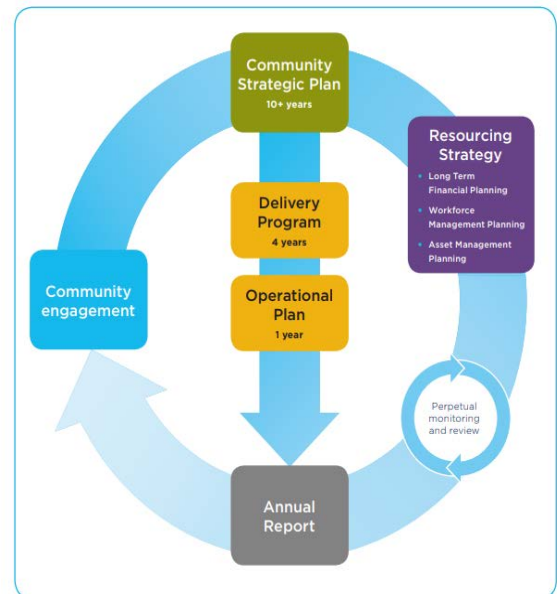 Community
Strategic Plan
10+ years
Resourcing
Strategy
• Long Term
Financial Planning
• Workforce
Management Planning
• Asset Management
Planning
Delivery
Program
4 years
Community
engagement
Operational
Plan
1 year
Perpetual
monitoring
and review
Annual
Report